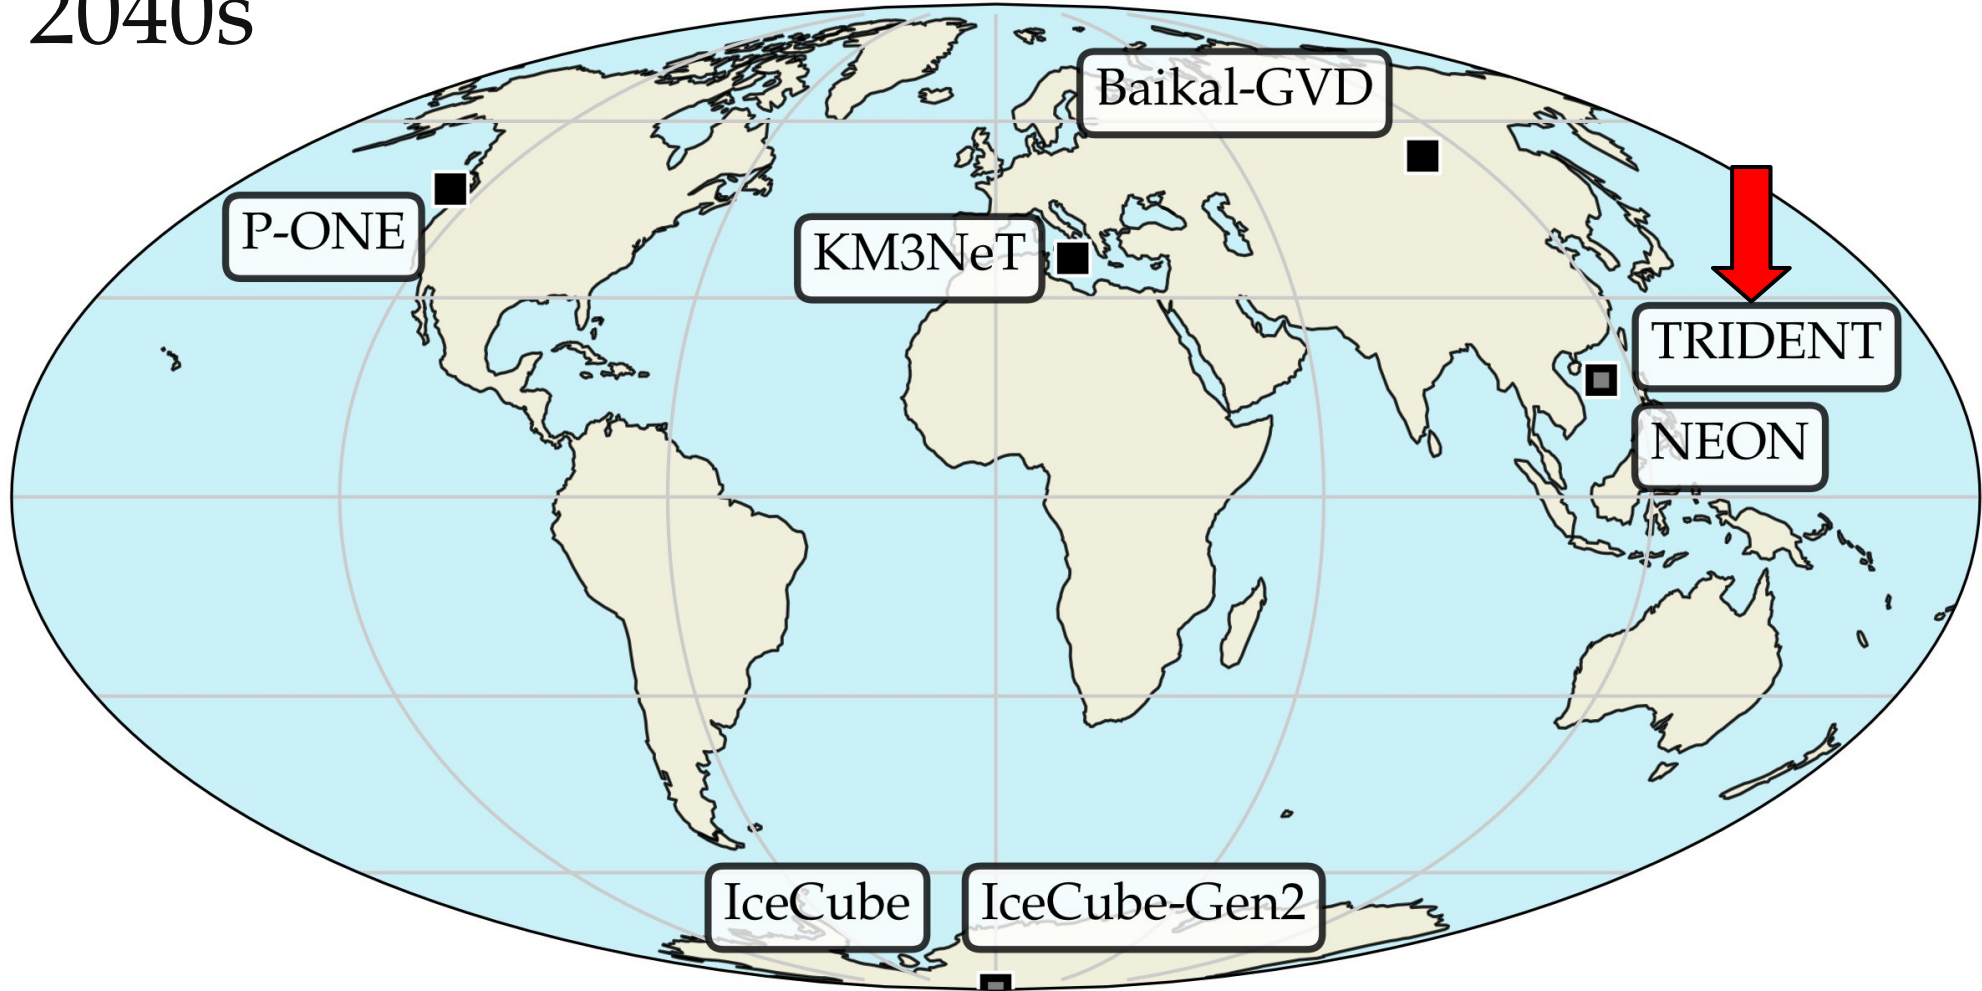 2040s
Baikal-GVD
P-ONE
KM3NeT
TRIDENT
NEON
IceCube
IceCube-Gen2